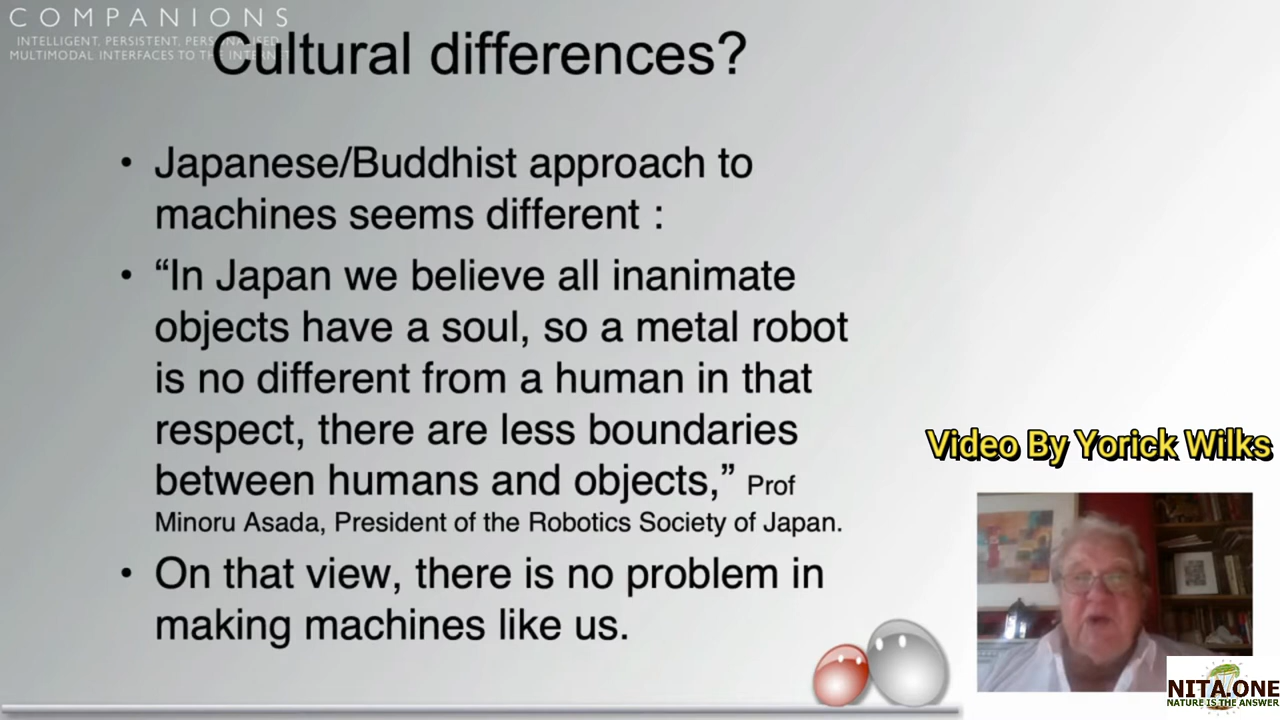 COMPANIONS
INTELLIGENT, PERSISTENT, PERSONALISED
MULTIMODAL INTERFACES TO THE INTERNET
Cultural differences?
• Japanese/Buddhist approach to
machines seems different :
• “In Japan we believe all inanimate
objects have a soul, so a metal robot
is no different from a human in that
respect, there are less boundaries
between humans and objects,” Prof
Minoru Asada, President of the Robotics Society of Japan.
• On that view, there is no problem in
making machines like us.
Video By Yorick Wilks
NITA.ONE
NATURE IS THE ANSWER